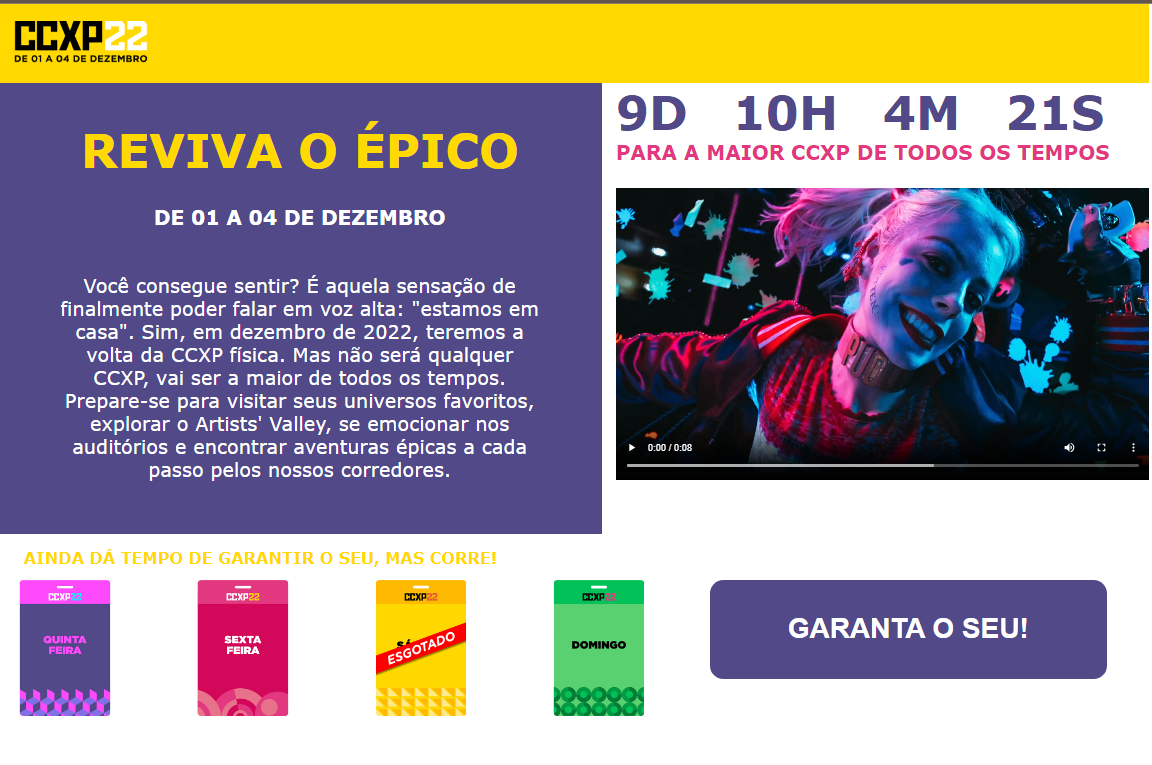 CCXP22
DE 01 A 04 DE DEZEMBRO
REVIVA O ÉPICO
DE 01 A 04 DE DEZEMBRO
Você consegue sentir? É aquela sensação de
finalmente poder falar em voz alta: "estamos em
casa". Sim, em dezembro de 2022, teremos a
volta da CCXP física. Mas não será qualquer
CCXP, vai ser a maior de todos os tempos.
Prepare-se para visitar seus universos favoritos,
explorar o Artists' Valley, se emocionar nos
auditórios e encontrar aventuras épicas a cada
passo pelos nossos corredores.
9D 10H 4M 21S
PARA A MAIOR CCXP DE TODOS OS TEMPOS
0:00 / 0:08
AINDA DÁ TEMPO DE GARANTIR O SEU, MAS CORRE!
CCXP22
QUINTA
FEIRA
CCXP22
SEXTA
FEIRA
CCXP22
ESGOTADO
CCXP22
DOMINGO
GARANTA O SEU!